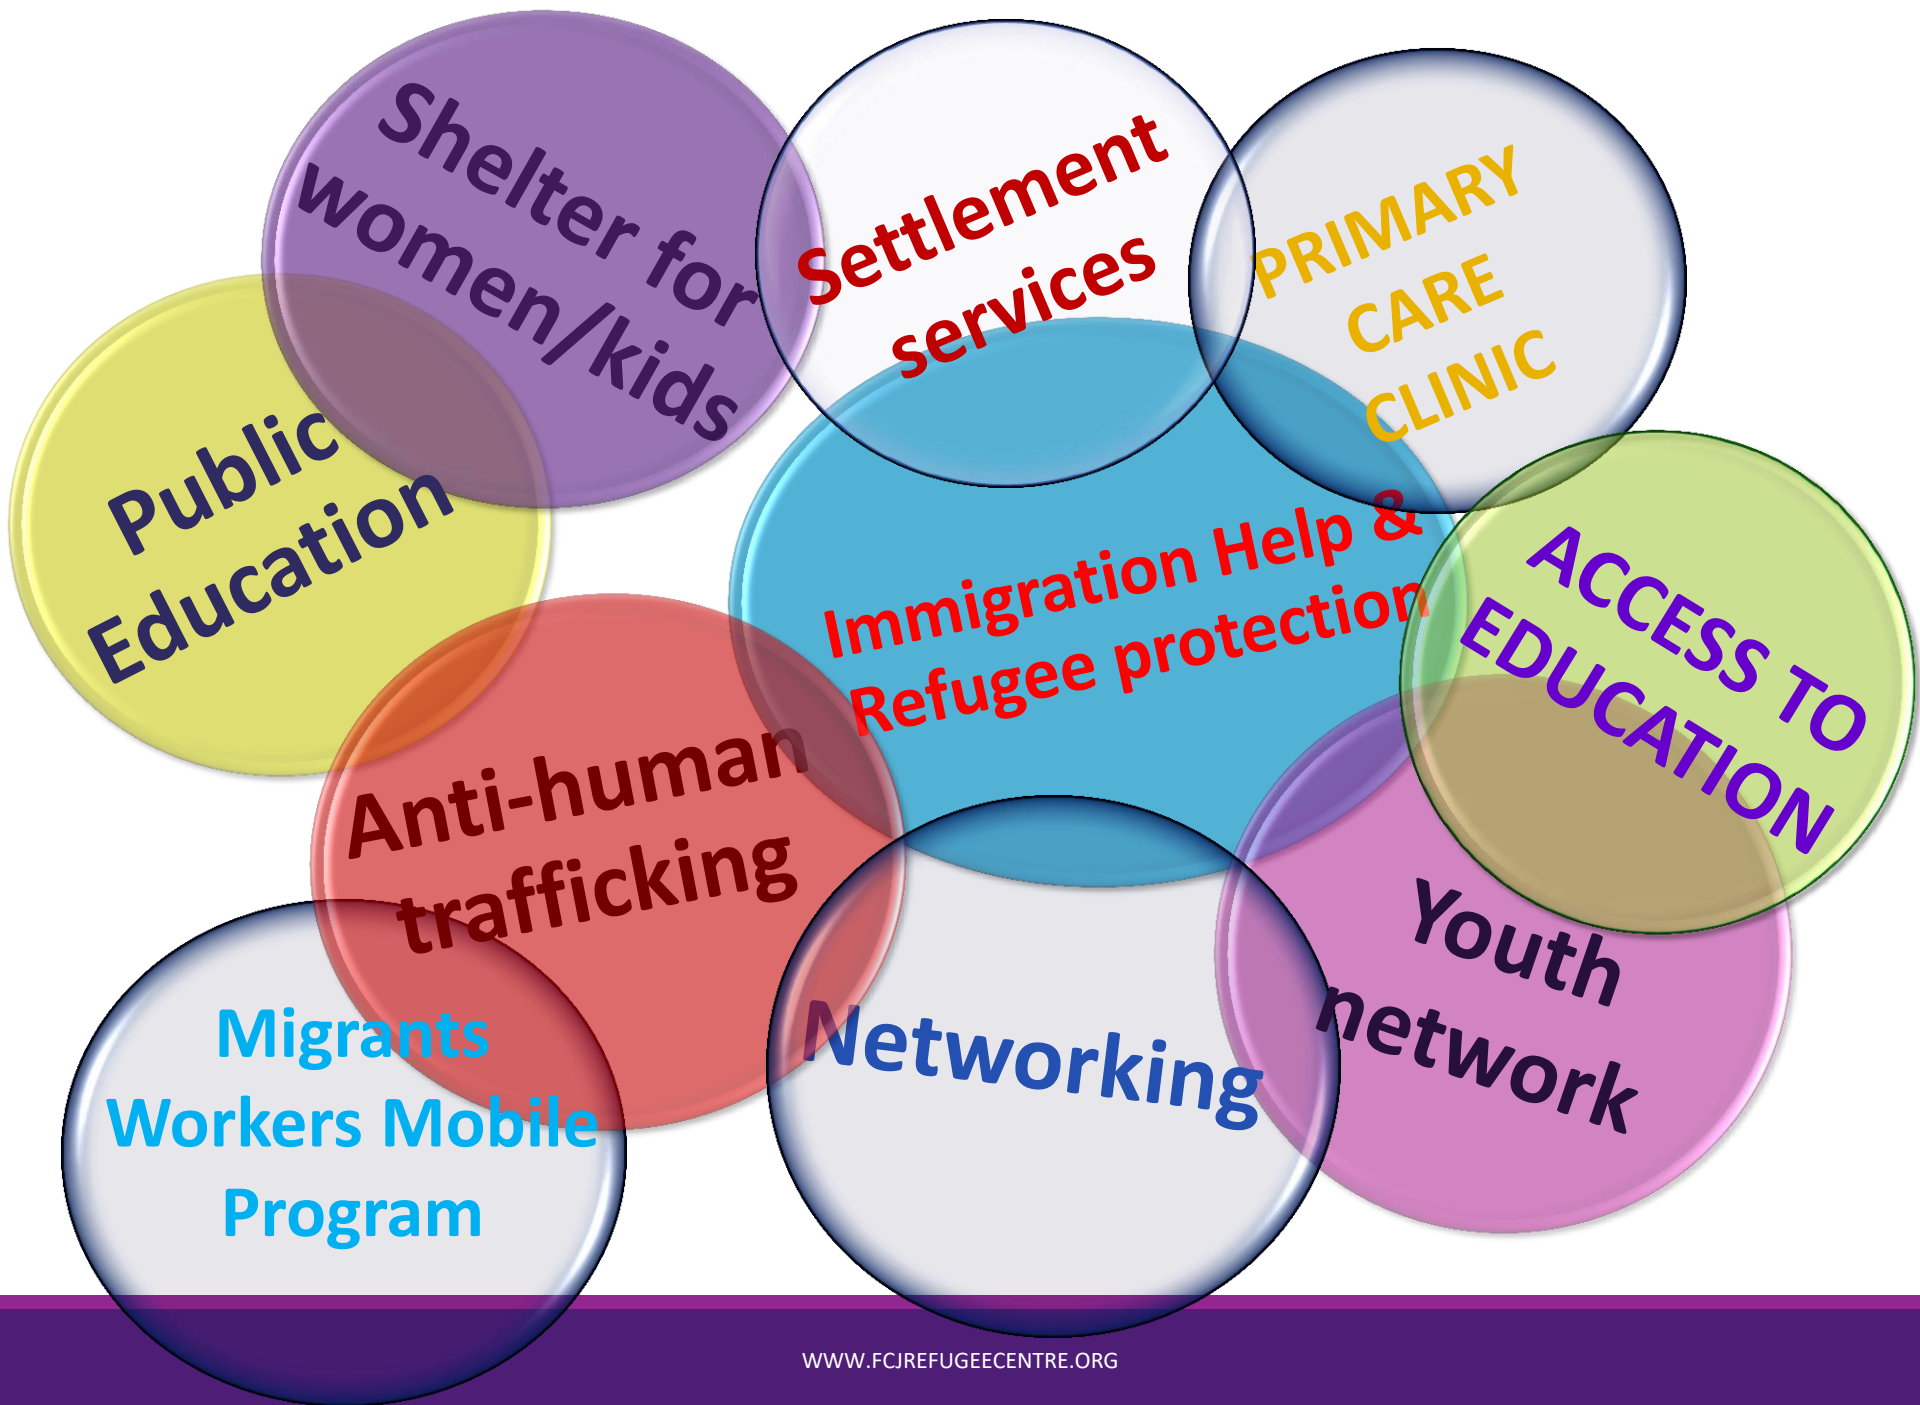 Shelter for
women/kids
Settlement
services
PRIMARY
CARE
CLINIC
Public
Education
Immigration Help &
Refugee protection
ACCESS TO
EDUCATION
Anti-human
trafficking
Youth
network
Networking
Migrants
Workers Mobile
Program
WWW.FCJREFUGEECENTRE.ORG